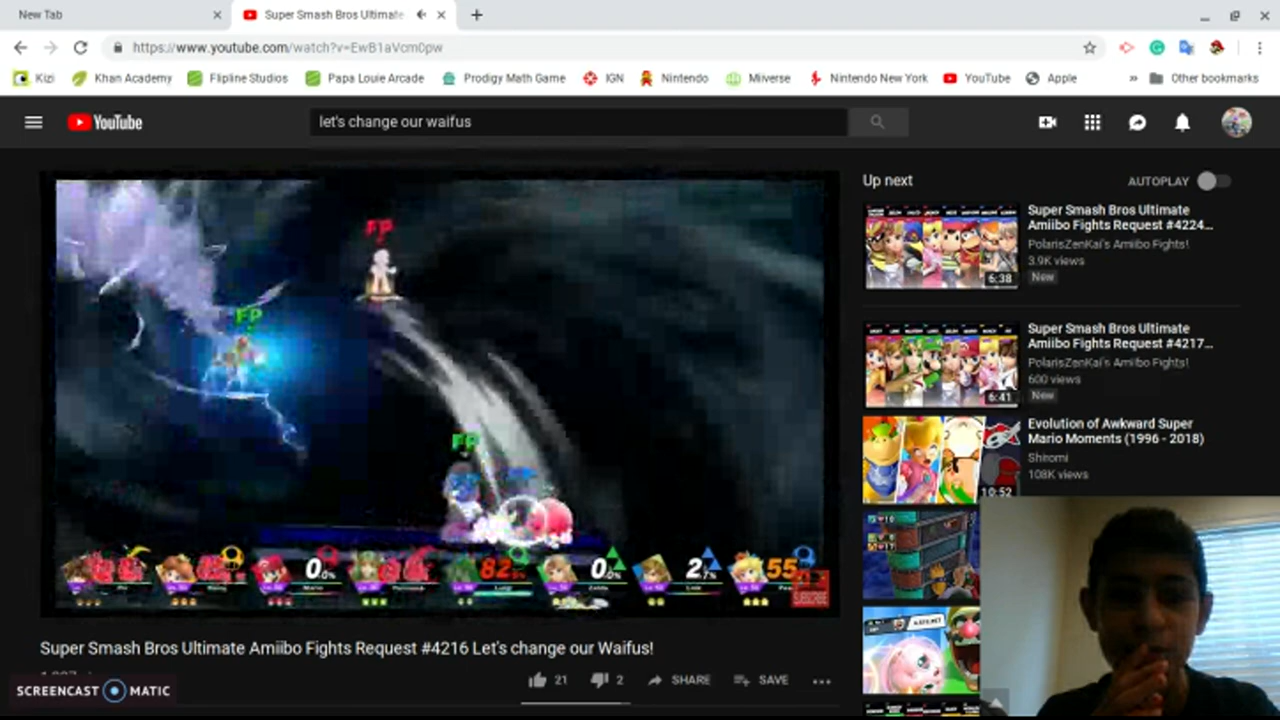 New Tab
Super Smash Bros Ultimate
https://www.youtube.com/watch?v=EwB1aVcm0pw
Kizi
Khan Academy
Flipline Studios
Papa Louie Arcade
Prodigy Math Game
IGN
Nintendo
Miiverse
Nintendo New York
YouTube
Apple
»
Other bookmarks
YouTube
let's change our waifus
Up next
AUTOPLAY
Super Smash Bros Ultimate
Amiibo Fights Request #4224...
PolarisZenKai's Amiibo Fights!
3.9K views
New
6:38
Super Smash Bros Ultimate
Amiibo Fights Request #4217...
PolarisZenKai's Amiibo Fights!
600 views
New
6:41
Evolution of Awkward Super
Mario Moments (1996 - 2018)
Shiromi
108K views
10:52
FP
FP
FP
0
82
0
2
55
Super Smash Bros Ultimate Amiibo Fights Request #4216 Let's change our Waifus!
21
2
SHARE
SAVE
SCREENCAST MATIC